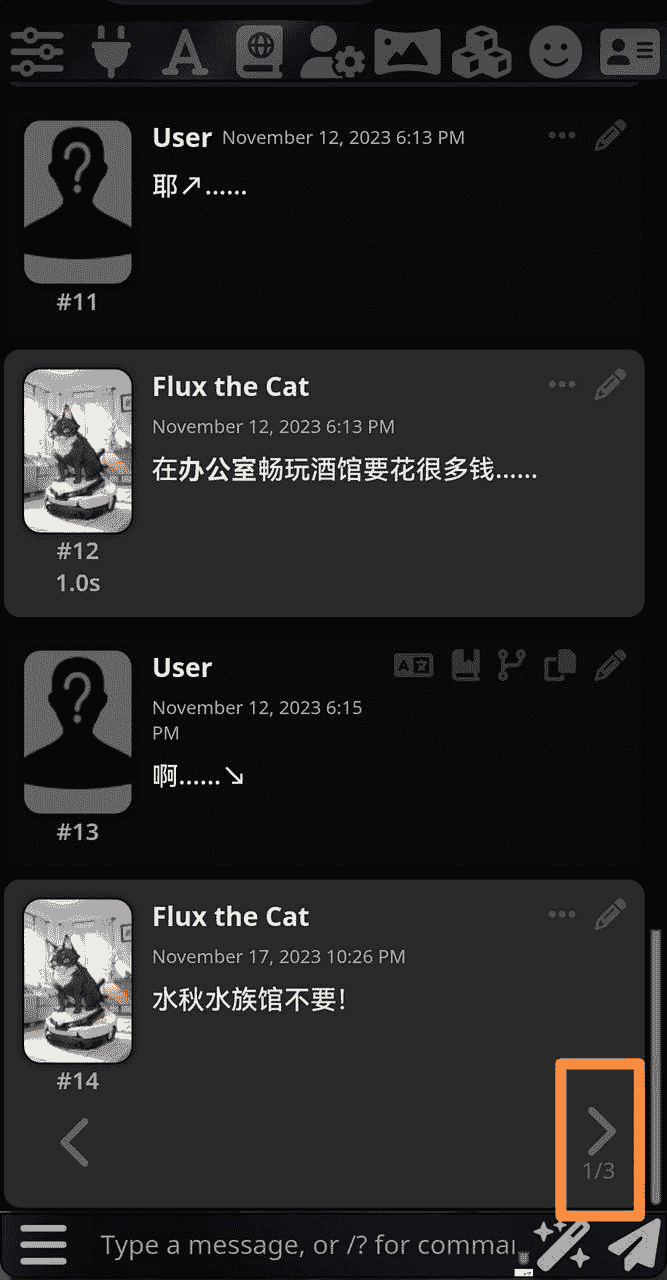 User November 12, 2023 6:13 PM
耶↗……
#11
Flux the Cat
November 12, 2023 6:13 PM
在办公室畅玩酒馆要花很多钱……
#12
1.0s
User
November 12, 2023 6:15
PM
啊……↘
#13
Flux the Cat
November 17, 2023 10:26 PM
水秋水族馆不要！
#14
1/3
Type a message, or /? for comma